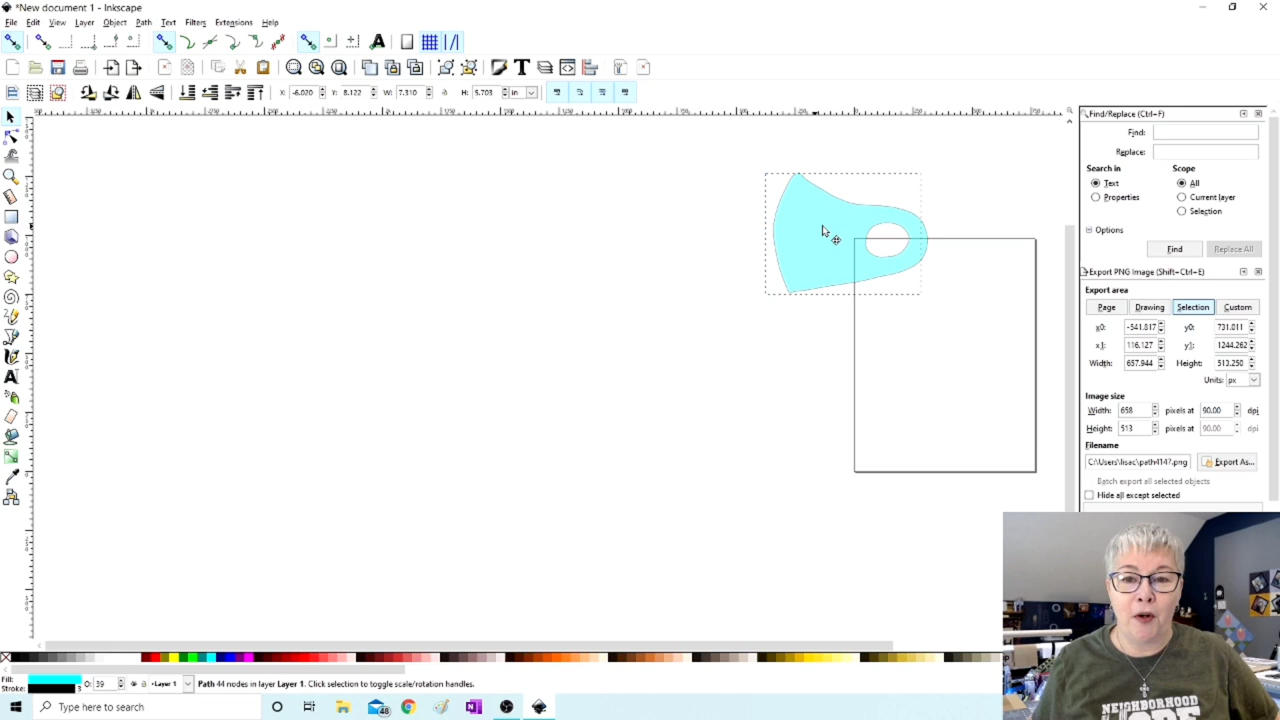 *New document 1 - Inkscape
File Edit View Layer Object Path Text Filters Extensions Help
X: -6.020 Y: 8.122 W: 7.310 H: 5.703 in
Find/Replace (Ctrl+F)
Find:
Replace:
Search in Scope
Text All
Properties Current layer
Selection
Options
Find Replace All
Export PNG Image (Shift+Ctrl+E)
Export area
Page Drawing Selection Custom
x0: -541.817 y0: 731.011
x1: 116.127 y1: 1244.262
Width: 657.944 Height: 513.250
Units: px
Image size
Width: 658 pixels at 90.00 dpi
Height: 513 pixels at 90.00 dpi
Filename
C:\Users\lisac\path4147.png Export As...
Batch export all selected objects
Hide all except selected
NEIGHBORHOOD
HOPE
Fill: O: 39 Layer 1 Path 44 nodes in layer Layer 1. Click selection to toggle scale/rotation handles.
Stroke: 3
Type here to search 48